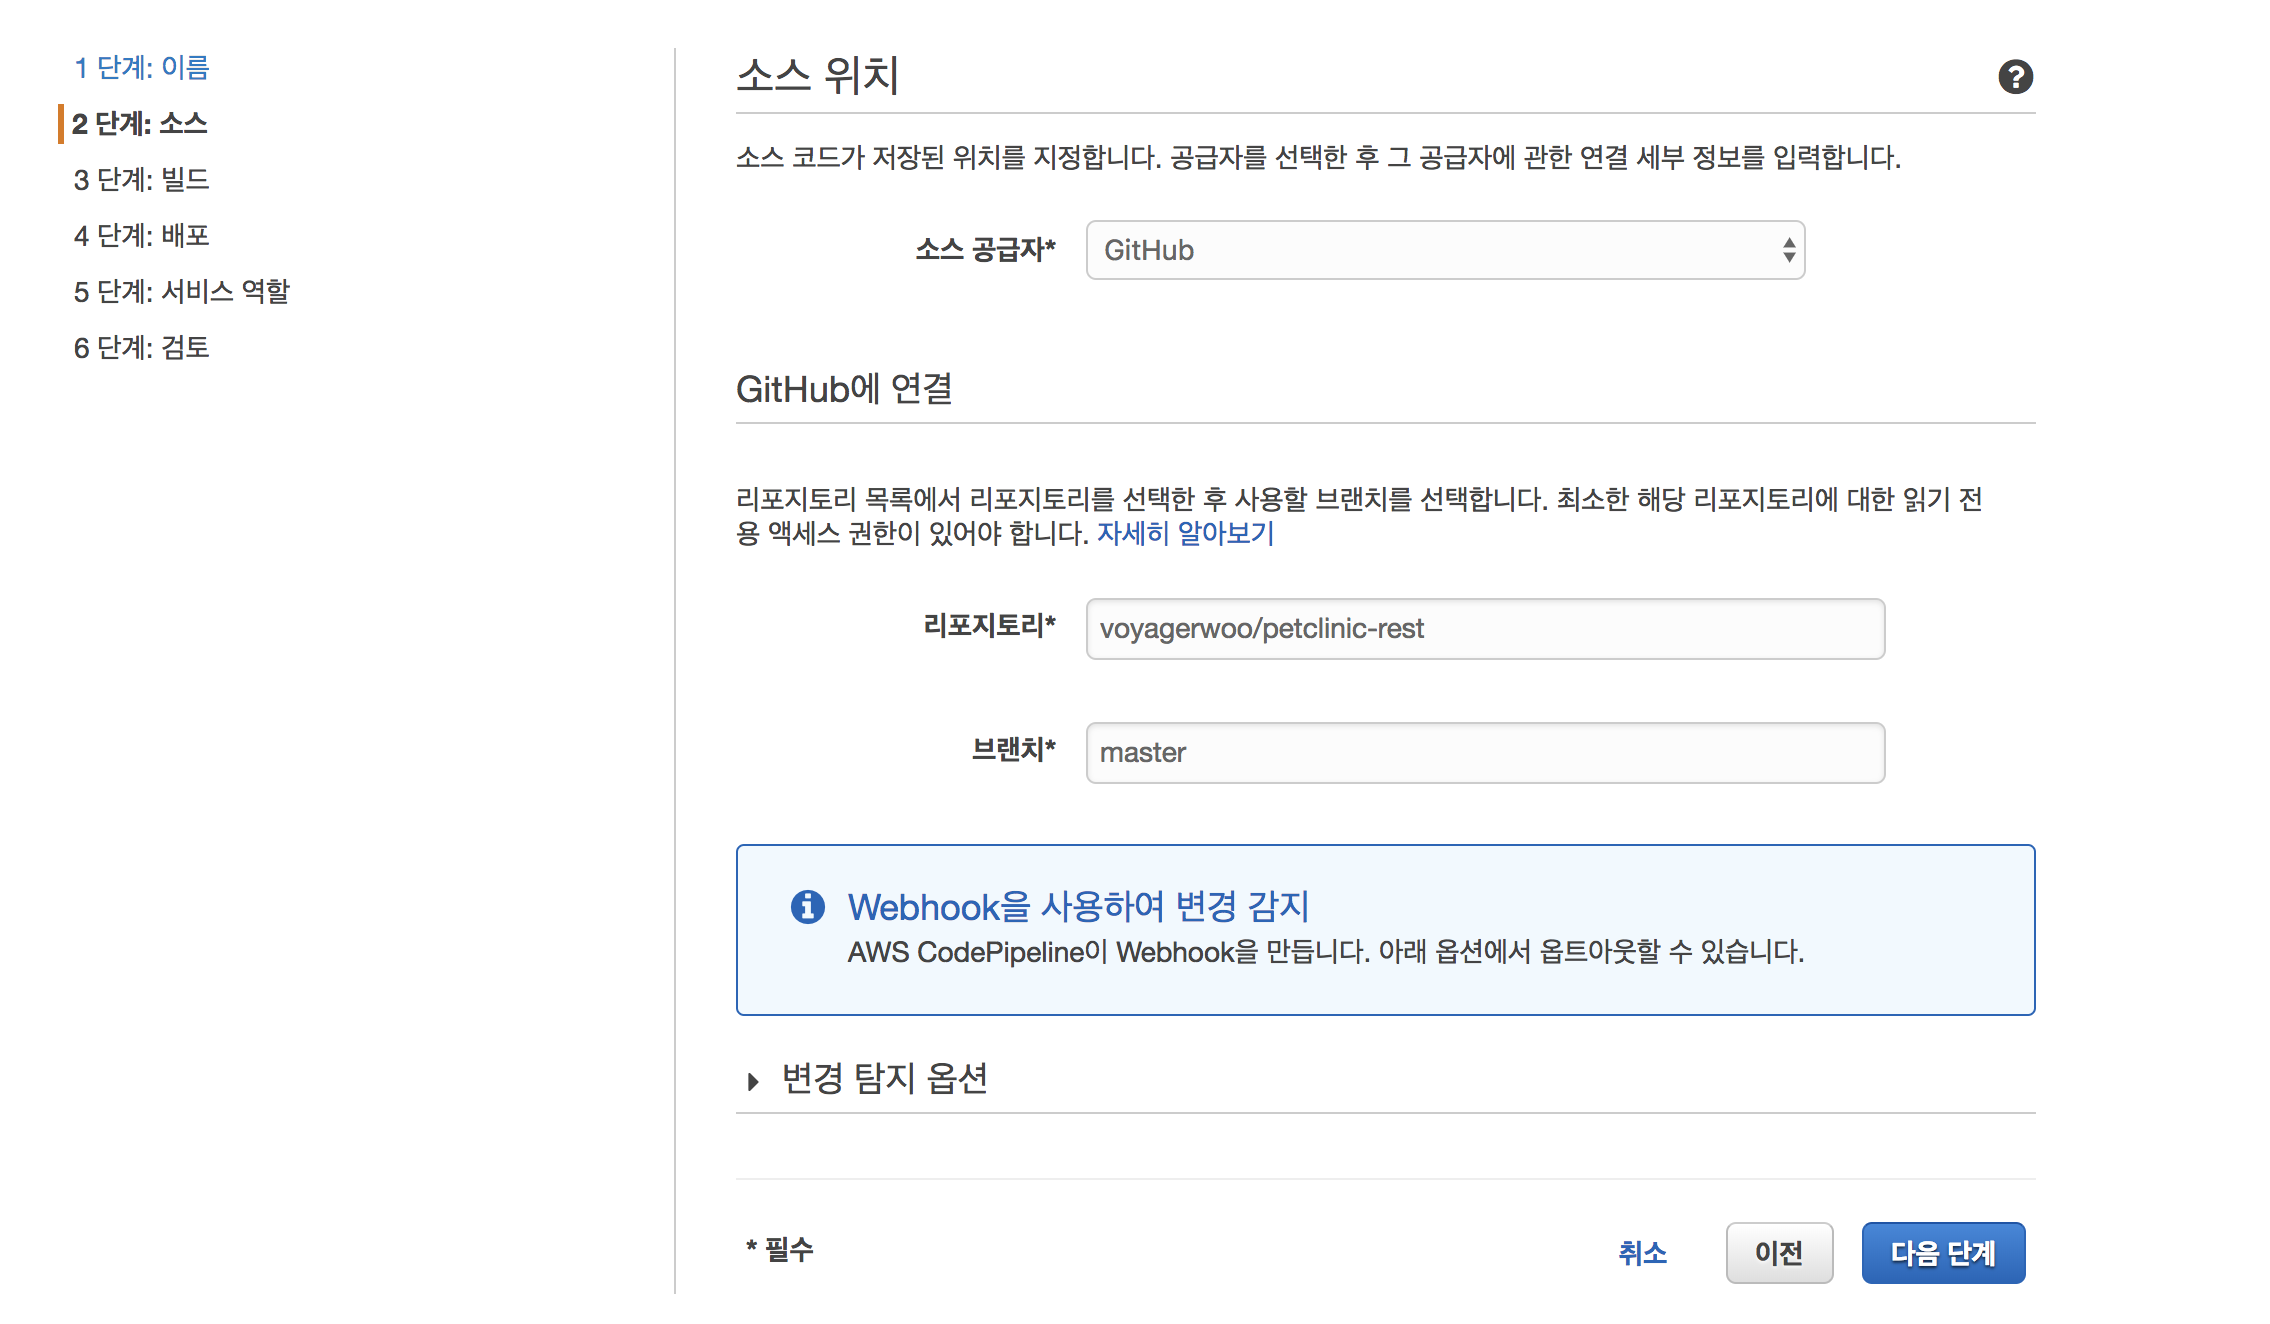 1 단계: 이름
2 단계: 소스
3 단계: 빌드
4 단계: 배포
5 단계: 서비스 역할
6 단계: 검토
소스 위치
소스 코드가 저장된 위치를 지정합니다. 공급자를 선택한 후 그 공급자에 관한 연결 세부 정보를 입력합니다.
소스 공급자* GitHub
GitHub에 연결
리포지토리 목록에서 리포지토리를 선택한 후 사용할 브랜치를 선택합니다. 최소한 해당 리포지토리에 대한 읽기 전
용 액세스 권한이 있어야 합니다. 자세히 알아보기
리포지토리* voyagerwoo/petclinic-rest
브랜치* master
Webhook을 사용하여 변경 감지
AWS CodePipeline이 Webhook을 만듭니다. 아래 옵션에서 옵트아웃할 수 있습니다.
변경 탐지 옵션
* 필수 취소 이전 다음 단계